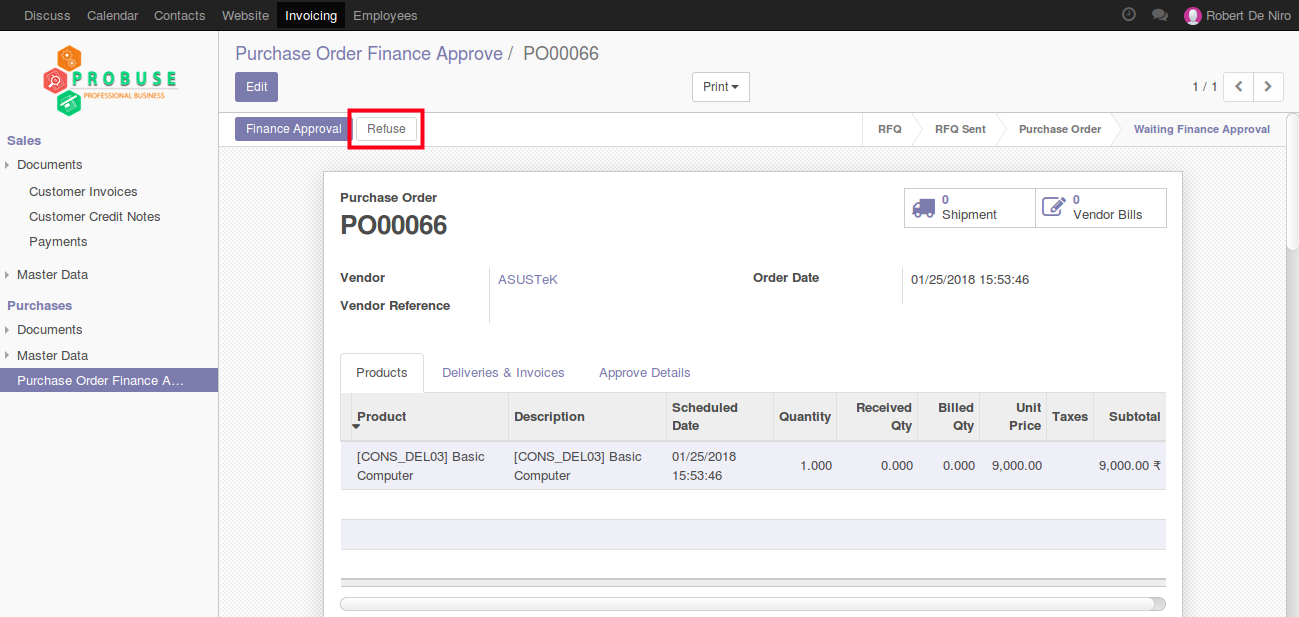 Discuss Calendar Contacts Website Invoicing Employees Robert De Niro
PROBUSE
PROFESSIONAL BUSINESS
Sales
Documents
Customer Invoices
Customer Credit Notes
Payments
Master Data
Purchases
Documents
Master Data
Purchase Order Finance A...
Purchase Order Finance Approve / PO00066
Edit Print 1 / 1
Finance Approval Refuse RFQ RFQ Sent Purchase Order Waiting Finance Approval
Purchase Order
PO00066
0
Shipment
0
Vendor Bills
Vendor ASUSTeK Order Date 01/25/2018 15:53:46
Vendor Reference
Products Deliveries & Invoices Approve Details
Product Description Scheduled Date Quantity Received Qty Billed Qty Unit Price Taxes Subtotal
[CONS_DEL03] Basic Computer [CONS_DEL03] Basic Computer 01/25/2018 15:53:46 1.000 0.000 0.000 9,000.00 9,000.00 ₹